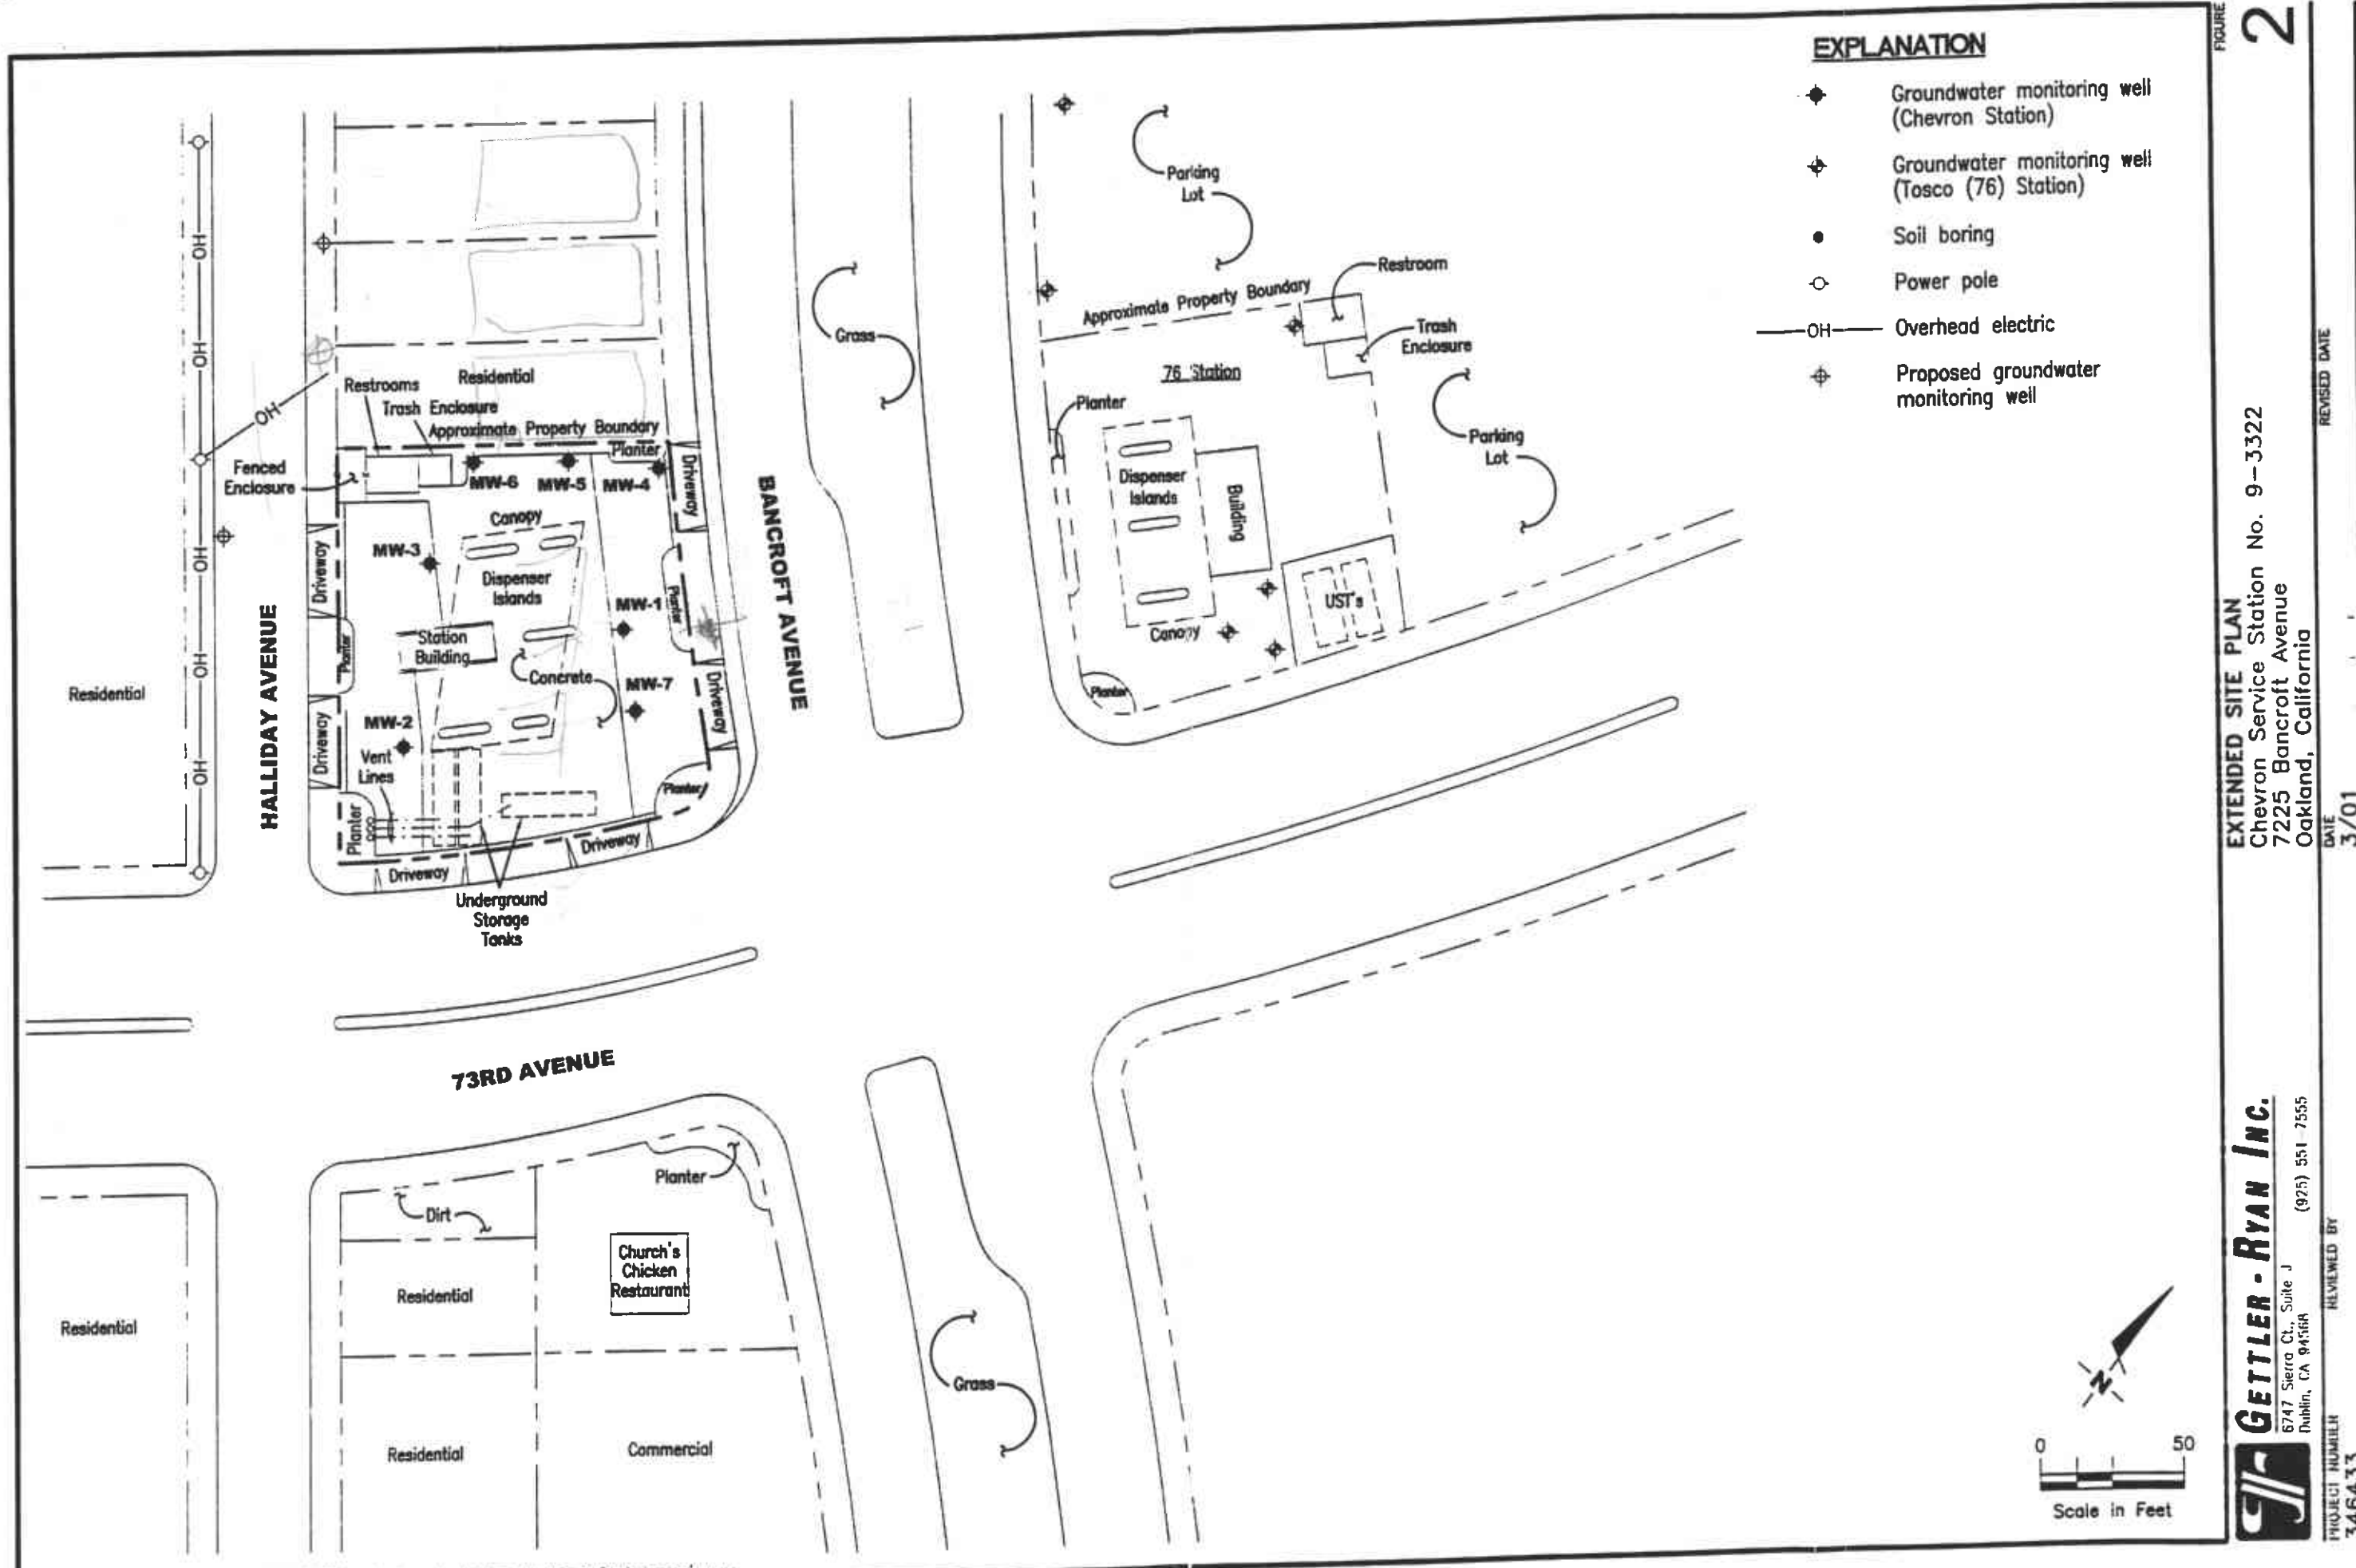 EXPLANATION
Groundwater monitoring well
(Chevron Station)
Groundwater monitoring well
(Tosco (76) Station)
Soil boring
Power pole
OH
Overhead electric
Proposed groundwater
monitoring well
Parking
Lot
Restroom
Approximate Property Boundary
Trash
Enclosure
76 Station
Planter
Parking
Lot
Dispenser
Islands
Building
UST's
Canopy
Planter
Grass
OH
OH
OH
OH
OH
OH
Residential
Restrooms
Trash Enclosure
Approximate Property Boundary
Planter
Driveway
Fenced
Enclosure
MW-6
MW-5
MW-4
Canopy
MW-3
Driveway
Dispenser
Islands
MW-1
Planter
Station
Building
Planter
Concrete
MW-7
Driveway
MW-2
Driveway
Vent
Lines
Planter
Planter
Driveway
Driveway
Underground
Storage
Tanks
Residential
HALLIDAY AVENUE
BANCROFT AVENUE
73RD AVENUE
Planter
Dirt
Church's
Chicken
Restaurant
Residential
Residential
Residential
Commercial
Grass
N
0 50
Scale in Feet
FIGURE
2
EXTENDED SITE PLAN
Chevron Service Station No. 9-3322
7225 Bancroft Avenue
Oakland, California
REVISED DATE
DATE
3/01
GETTLER - RYAN INC.
6747 Sierra Ct., Suite J
Dublin, CA 94568
(925) 551-7555
REVIEWED BY
PROJECT NUMBER
346433